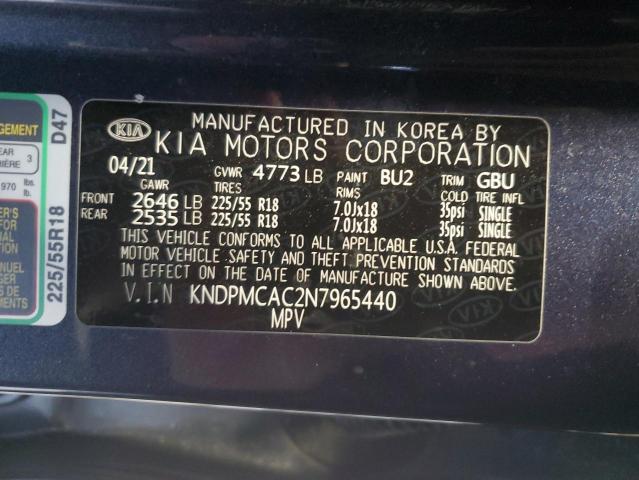 KIA MANUFACTURED IN KOREA BY
KIA MOTORS CORPORATION
04/21 GVWR 4773 LB PAINT BU2 TRIM GBU
GAWR TIRES RIMS COLD TIRE INFL
FRONT 2646 LB 225/55 R18 7.0Jx18 35psi SINGLE
REAR 2535 LB 225/55 R18 7.0Jx18 35psi SINGLE
THIS VEHICLE CONFORMS TO ALL APPLICABLE U.S.A. FEDERAL
MOTOR VEHICLE SAFETY AND THEFT PREVENTION STANDARDS
IN EFFECT ON THE DATE OF MANUFACTURE SHOWN ABOVE.
V.I.N KNDPMCAC2N7965440
MPV
225/55R18 D47
3
970 lbs.